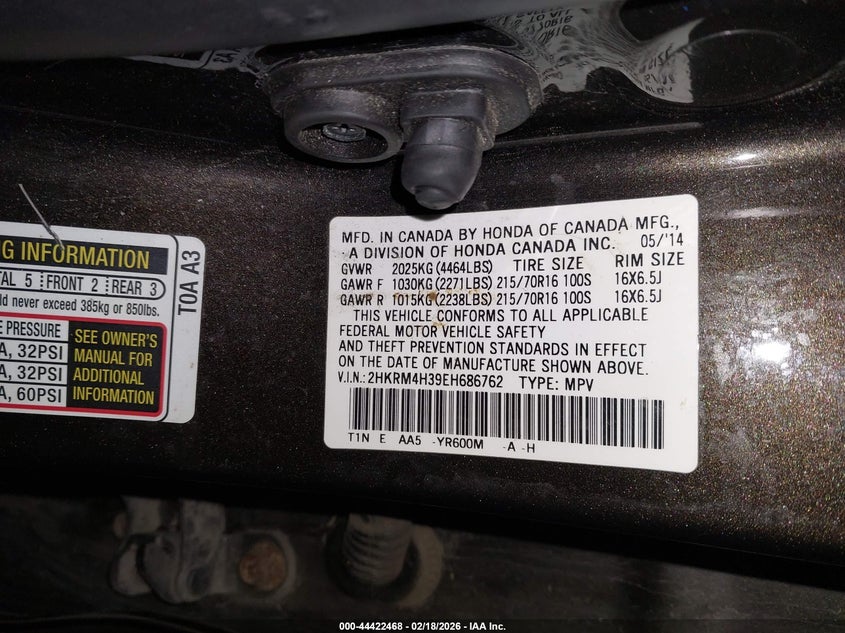 G INFORMATION
TAL 5 FRONT 2 REAR 3
ld never exceed 385kg or 850lbs.
E PRESSURE
A, 32PSI
A, 32PSI
A, 60PSI
SEE OWNER'S
MANUAL FOR
ADDITIONAL
INFORMATION
T0A A3
MFD. IN CANADA BY HONDA OF CANADA MFG.,
A DIVISION OF HONDA CANADA INC. 05/'14
GVWR 2025KG(4464LBS) TIRE SIZE RIM SIZE
GAWR F 1030KG(2271LBS) 215/70R16 100S 16X6.5J
GAWR R 1015KG(2238LBS) 215/70R16 100S 16X6.5J
THIS VEHICLE CONFORMS TO ALL APPLICABLE
FEDERAL MOTOR VEHICLE SAFETY
AND THEFT PREVENTION STANDARDS IN EFFECT
ON THE DATE OF MANUFACTURE SHOWN ABOVE.
V.I.N.: 2HKRM4H39EH686762 TYPE: MPV
T1N E AA5 -YR600M -A -H
000-44422468 - 02/18/2026 - IAA Inc.